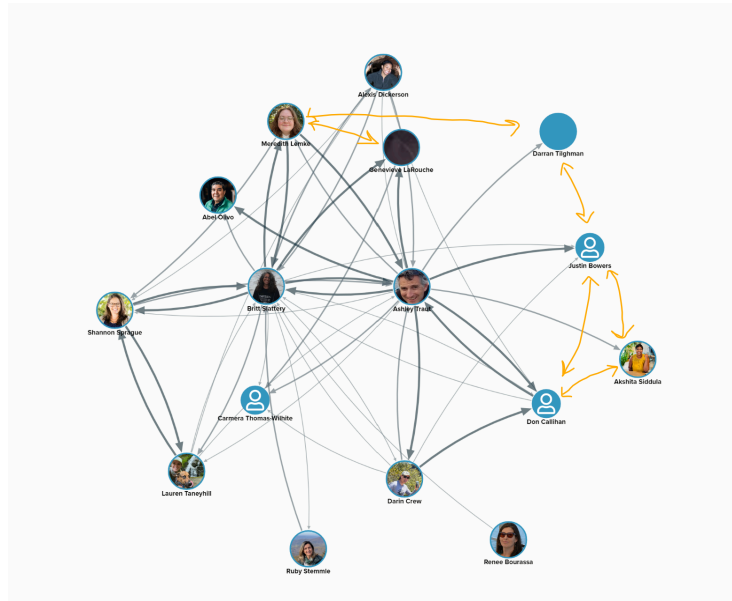 Alexis Dickerson
Meredith Lemke
Darran Tilghman
Genevieve LaRouche
Abel Olivo
Justin Bowers
Britt Slattery
Ashley Traut
Shannon Sprague
Akshita Siddula
Carmera Thomas-Wilhite
Don Callihan
Lauren Taneyhill
Darin Crew
Renee Bourassa
Ruby Stemmle